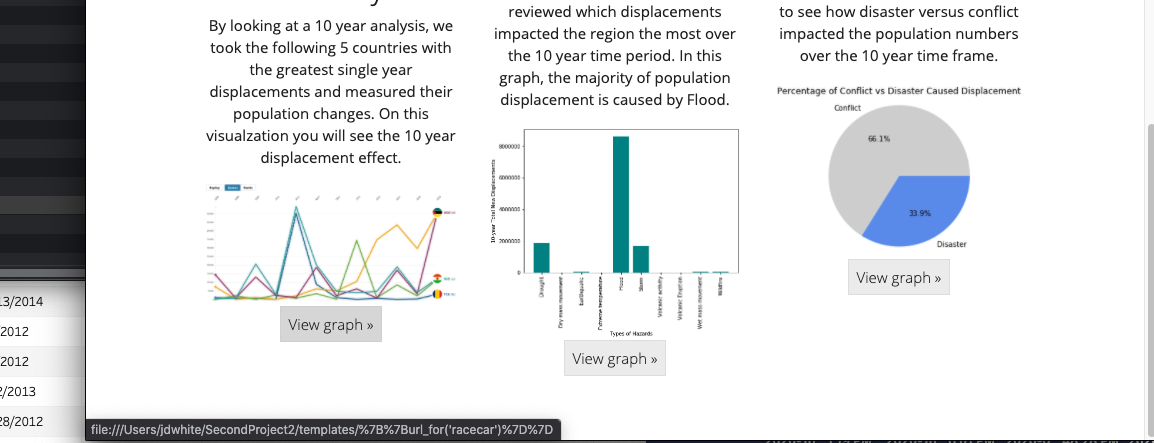 By looking at a 10 year analysis, we
took the following 5 countries with
the greatest single year
displacements and measured their
population changes. On this
visualzation you will see the 10 year
displacement effect.
View graph »
reviewed which displacements
impacted the region the most over
the 10 year time period. In this
graph, the majority of population
displacement is caused by Flood.
10-year Total New Displacements
8000000
6000000
4000000
2000000
0
Drought
Dry mass movement
Earthquake
Extreme temperature
Flood
Storm
Volcanic activity
Volcanic Eruption
Wet mass movement
Wildfire
Types of Hazards
View graph »
to see how disaster versus conflict
impacted the population numbers
over the 10 year time frame.
Percentage of Conflict vs Disaster Caused Displacement
Conflict
66.1%
33.9%
Disaster
View graph »
13/2014
2012
2012
2/2013
28/2012
file:///Users/jdwhite/SecondProject2/templates/%7B%7Burl_for('racecar')%7D%7D